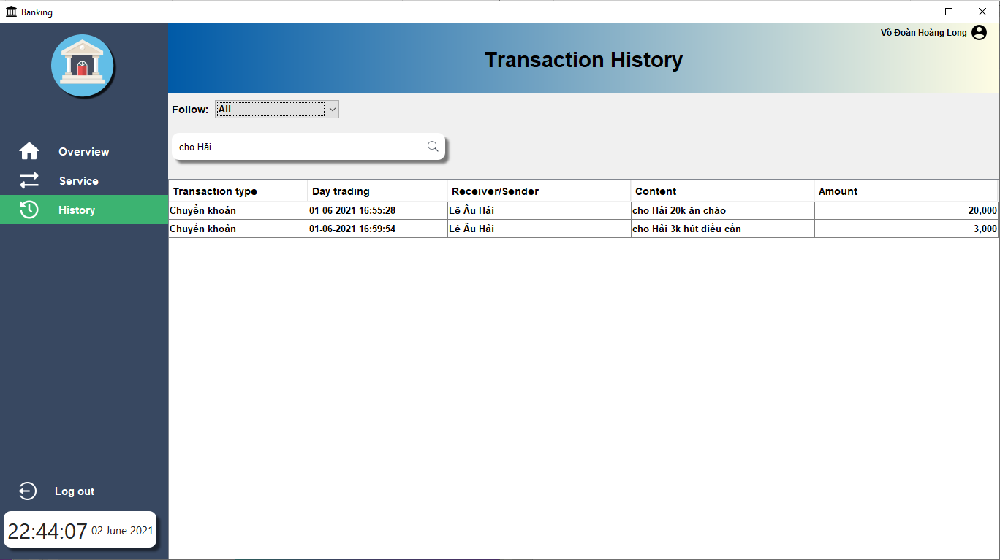 Banking
Võ Đoàn Hoàng Long
Transaction History
Follow: All
cho Hải
Overview
Service
History
Transaction type Day trading Receiver/Sender Content Amount
Chuyển khoản 01-06-2021 16:55:28 Lê Âu Hải cho Hải 20k ăn cháo 20,000
Chuyển khoản 01-06-2021 16:59:54 Lê Âu Hải cho Hải 3k hút điếu cần 3,000
Log out
22:44:07 02 June 2021